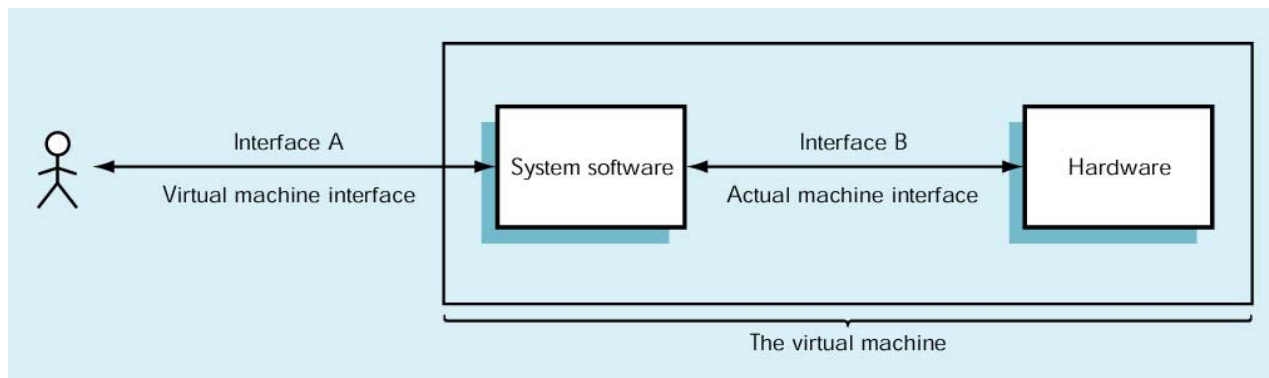 Interface A
Virtual machine interface
System software
Interface B
Actual machine interface
Hardware
The virtual machine